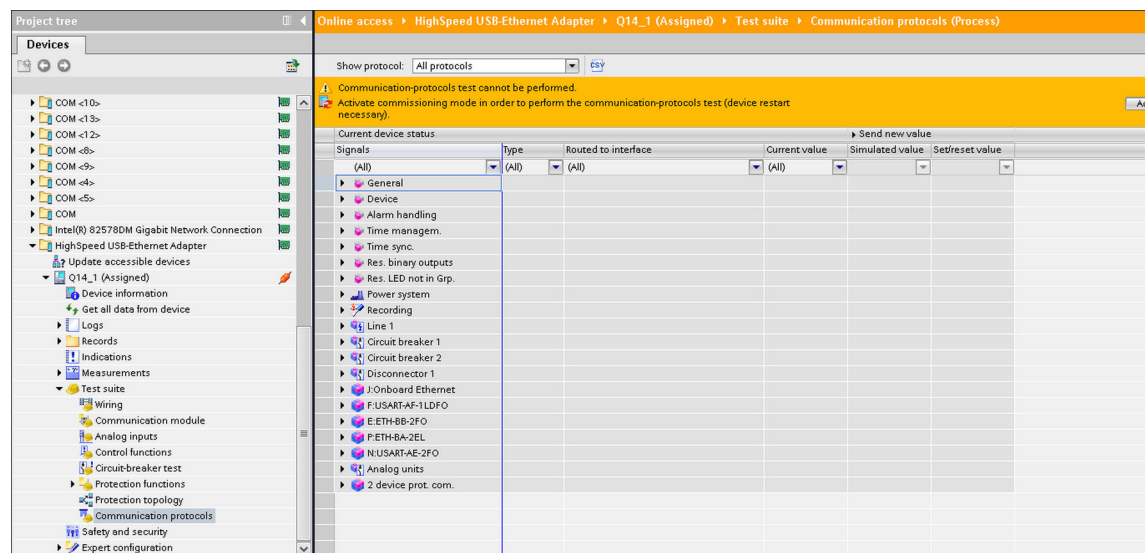 Project tree
Online access ▸ HighSpeed USB-Ethernet Adapter ▸ Q14_1 (Assigned) ▸ Test suite ▸ Communication protocols (Process)
Devices
Show protocol: All protocols CSV
Communication-protocols test cannot be performed.
Activate commissioning mode in order to perform the communication-protocols test (device restart
necessary).
Current device status Send new value
Signals Type Routed to interface Current value Simulated value Set/reset value
(All) (All) (All) (All)
General
Device
Alarm handling
Time managem.
Time sync.
Res. binary outputs
Res. LED not in Grp.
Power system
Recording
Line 1
Circuit breaker 1
Circuit breaker 2
Disconnector 1
J:Onboard Ethernet
F:USART-AF-1LDFO
E:ETH-BB-2FO
P:ETH-BA-2EL
N:USART-AE-2FO
Analog units
2 device prot. com.
COM <10>
COM <13>
COM <12>
COM <8>
COM <9>
COM <4>
COM <5>
COM
Intel(R) 82578DM Gigabit Network Connection
HighSpeed USB-Ethernet Adapter
Update accessible devices
Q14_1 (Assigned)
Device information
Get all data from device
Logs
Records
Indications
Measurements
Test suite
Wiring
Communication module
Analog inputs
Control functions
Circuit-breaker test
Protection functions
Protection topology
Communication protocols
Safety and security
Expert configuration